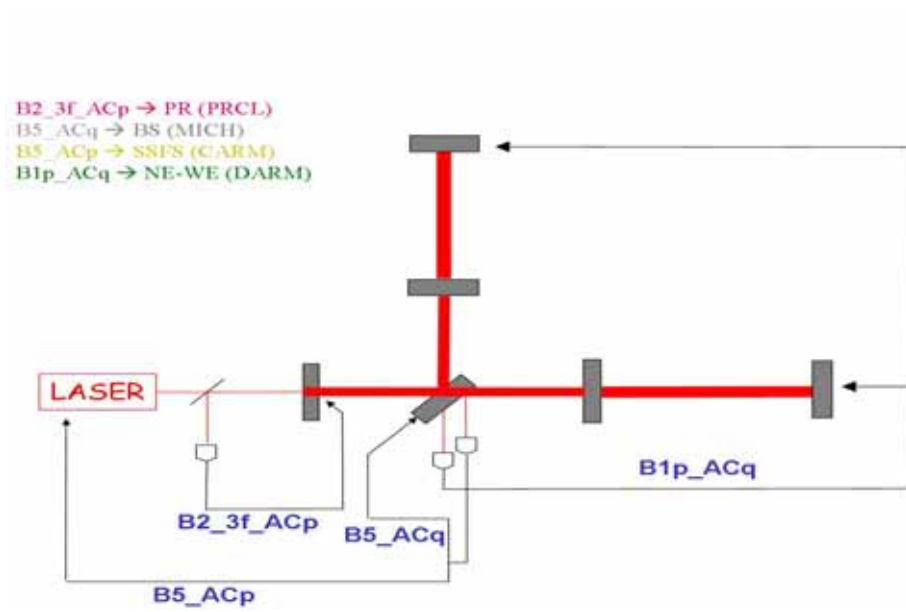 B2_3f_ACp → PR (PRCL)
B5_ACq → BS (MICH)
B5_ACp → SSFS (CARM)
B1p_ACq → NE-WE (DARM)
LASER
B1p_ACq
B2_3f_ACp
B5_ACq
B5_ACp